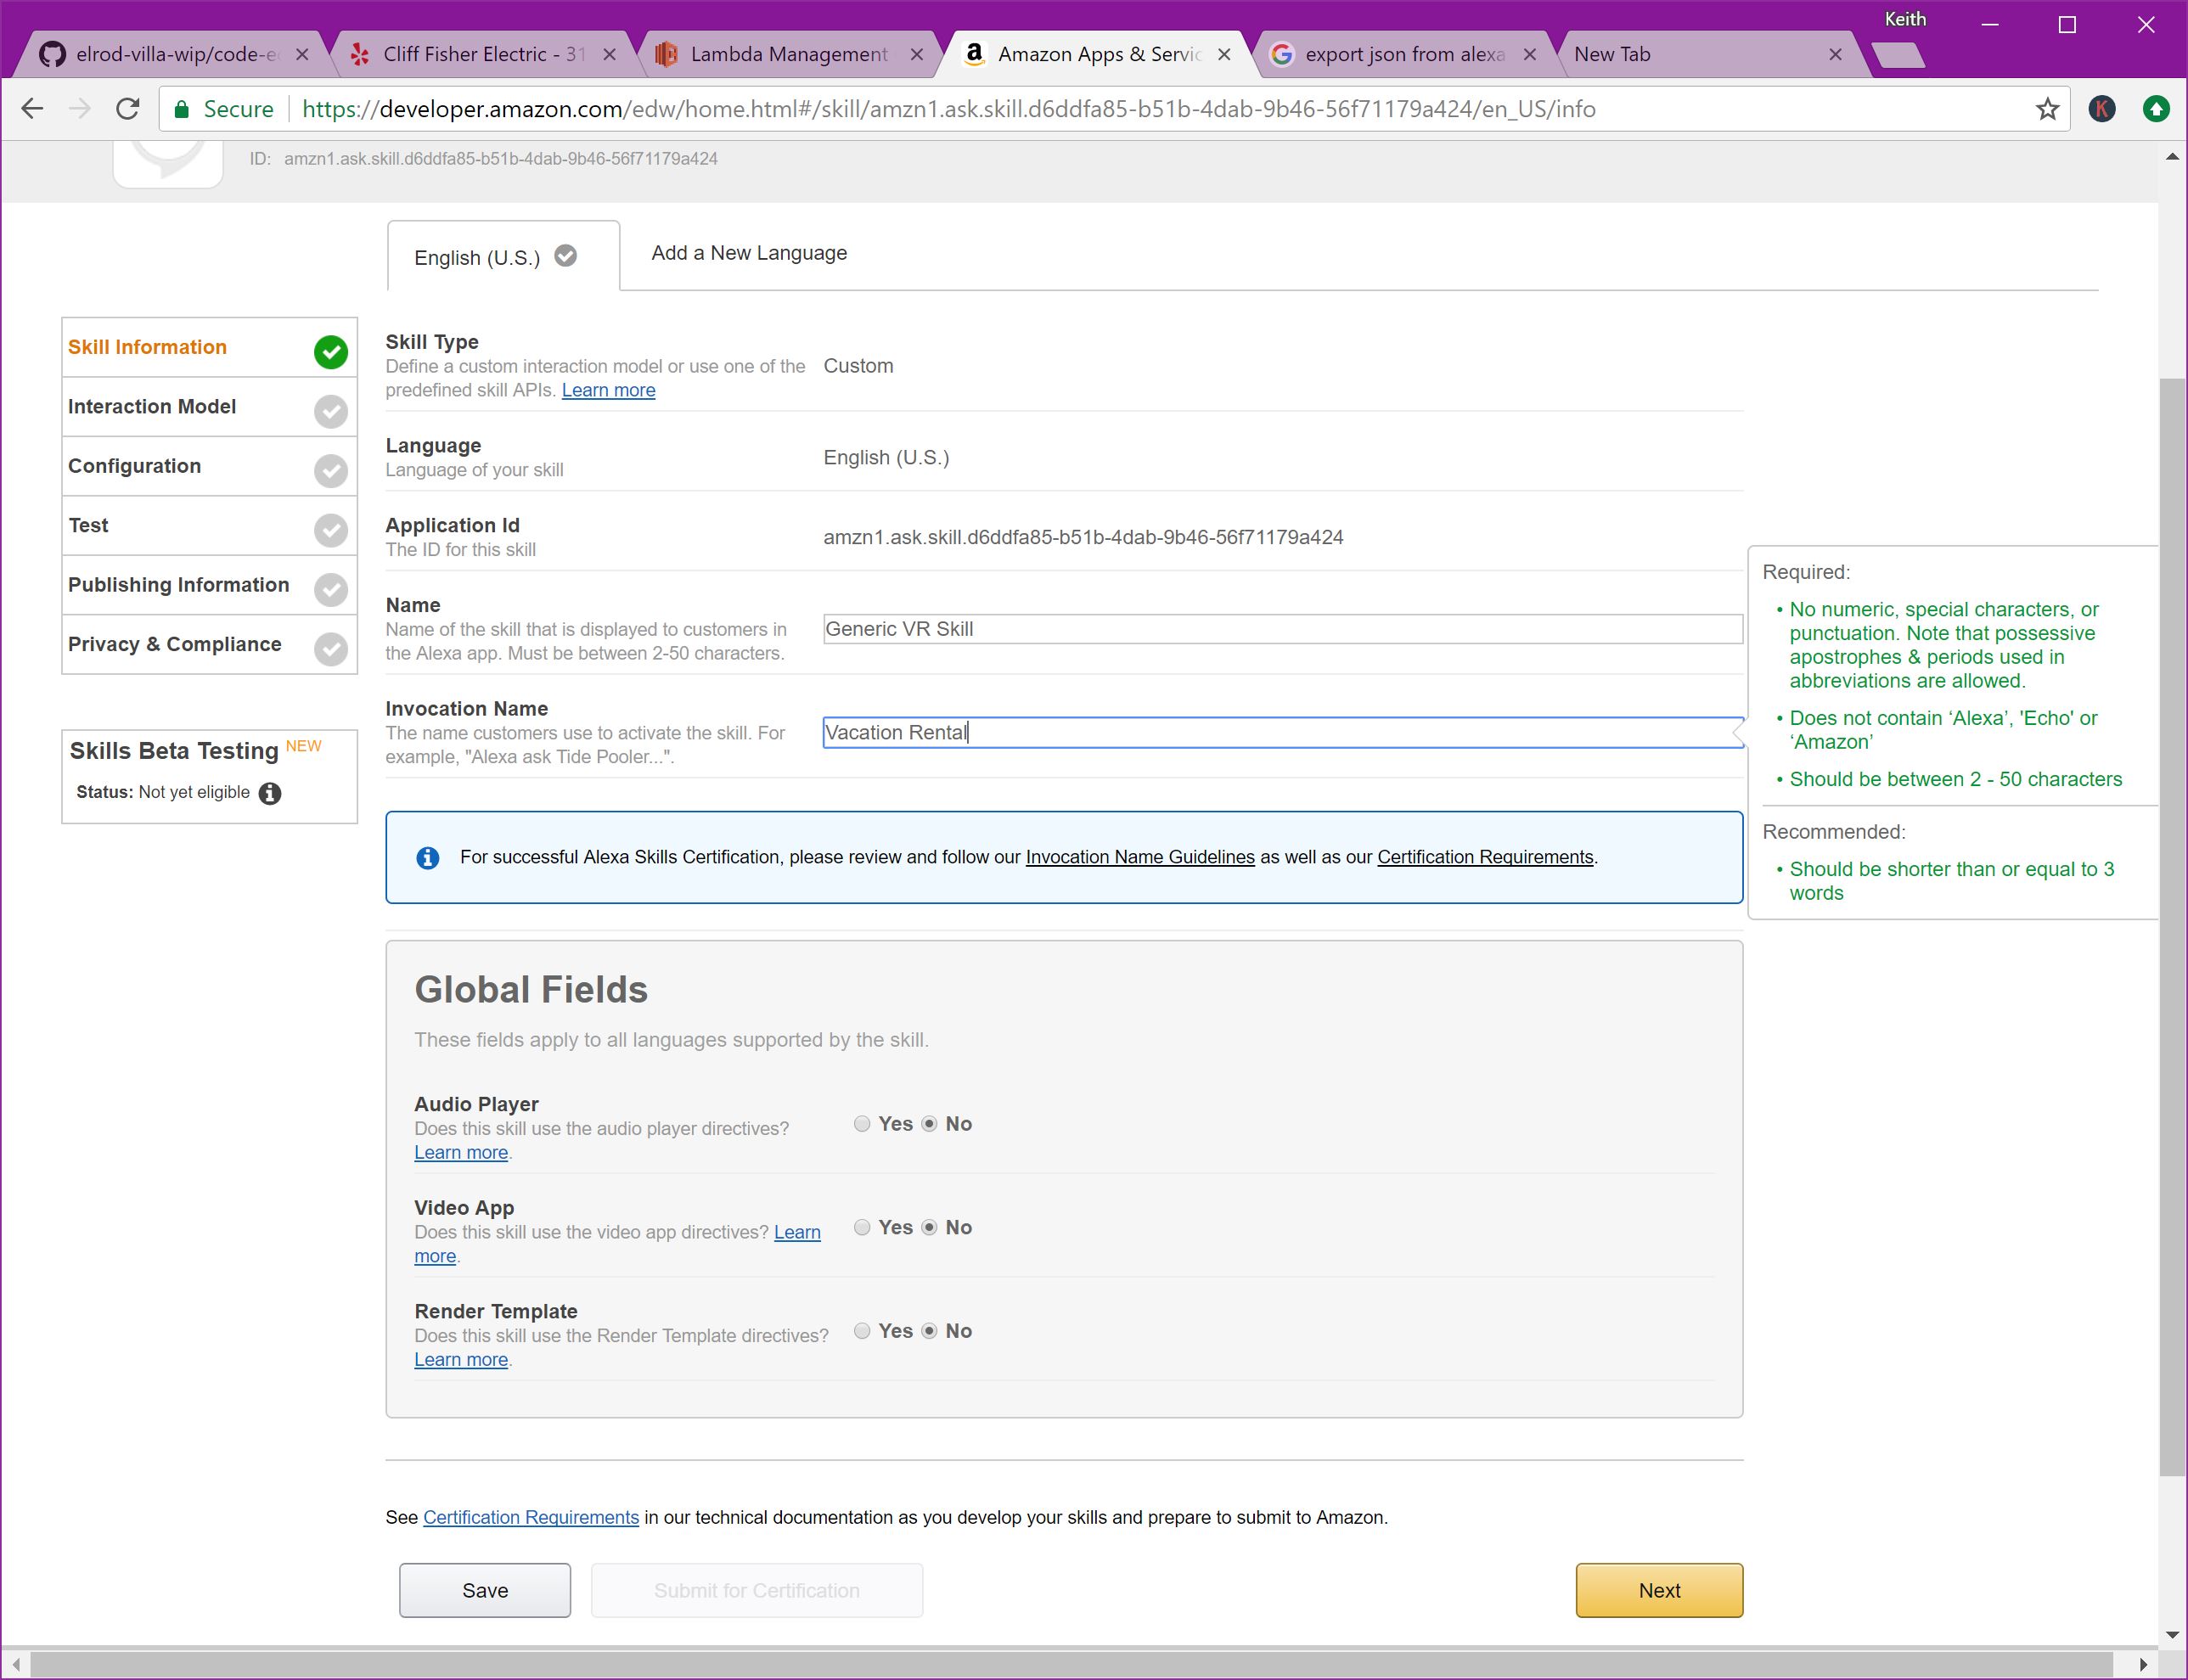 Keith
elrod-villa-wip/code-e
Cliff Fisher Electric - 31
Lambda Management
Amazon Apps & Servic
export json from alexa
New Tab
Secure
https://developer.amazon.com/edw/home.html#/skill/amzn1.ask.skill.d6ddfa85-b51b-4dab-9b46-56f71179a424/en_US/info
K
ID: amzn1.ask.skill.d6ddfa85-b51b-4dab-9b46-56f71179a424
English (U.S.)
Add a New Language
Skill Information
Interaction Model
Configuration
Test
Publishing Information
Privacy & Compliance
Skills Beta Testing NEW
Status: Not yet eligible
Skill Type
Define a custom interaction model or use one of the
predefined skill APIs. Learn more
Custom
Language
Language of your skill
English (U.S.)
Application Id
The ID for this skill
amzn1.ask.skill.d6ddfa85-b51b-4dab-9b46-56f71179a424
Name
Name of the skill that is displayed to customers in
the Alexa app. Must be between 2-50 characters.
Generic VR Skill
Invocation Name
The name customers use to activate the skill. For
example, "Alexa ask Tide Pooler...".
Vacation Rental
Required:
• No numeric, special characters, or
punctuation. Note that possessive
apostrophes & periods used in
abbreviations are allowed.
• Does not contain ‘Alexa’, 'Echo' or
‘Amazon’
• Should be between 2 - 50 characters
Recommended:
• Should be shorter than or equal to 3
words
For successful Alexa Skills Certification, please review and follow our Invocation Name Guidelines as well as our Certification Requirements.
Global Fields
These fields apply to all languages supported by the skill.
Audio Player
Does this skill use the audio player directives?
Learn more.
Yes No
Video App
Does this skill use the video app directives? Learn
more.
Yes No
Render Template
Does this skill use the Render Template directives?
Learn more.
Yes No
See Certification Requirements in our technical documentation as you develop your skills and prepare to submit to Amazon.
Save
Submit for Certification
Next